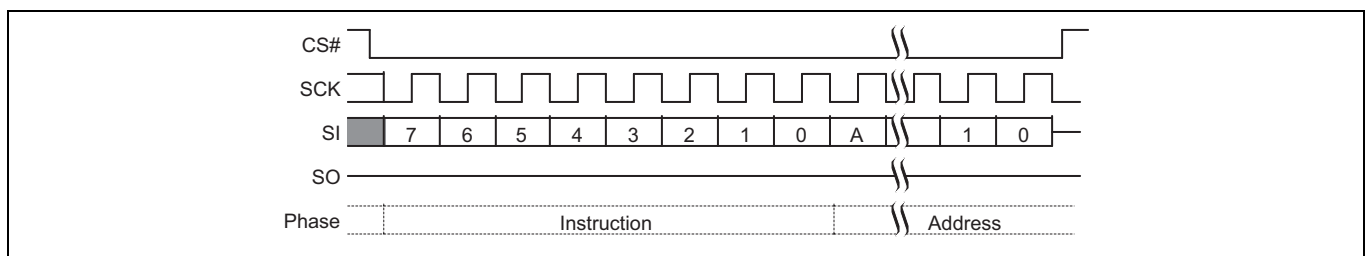 CS#
SCK
SI 7 6 5 4 3 2 1 0 A 1 0
SO
Phase Instruction Address